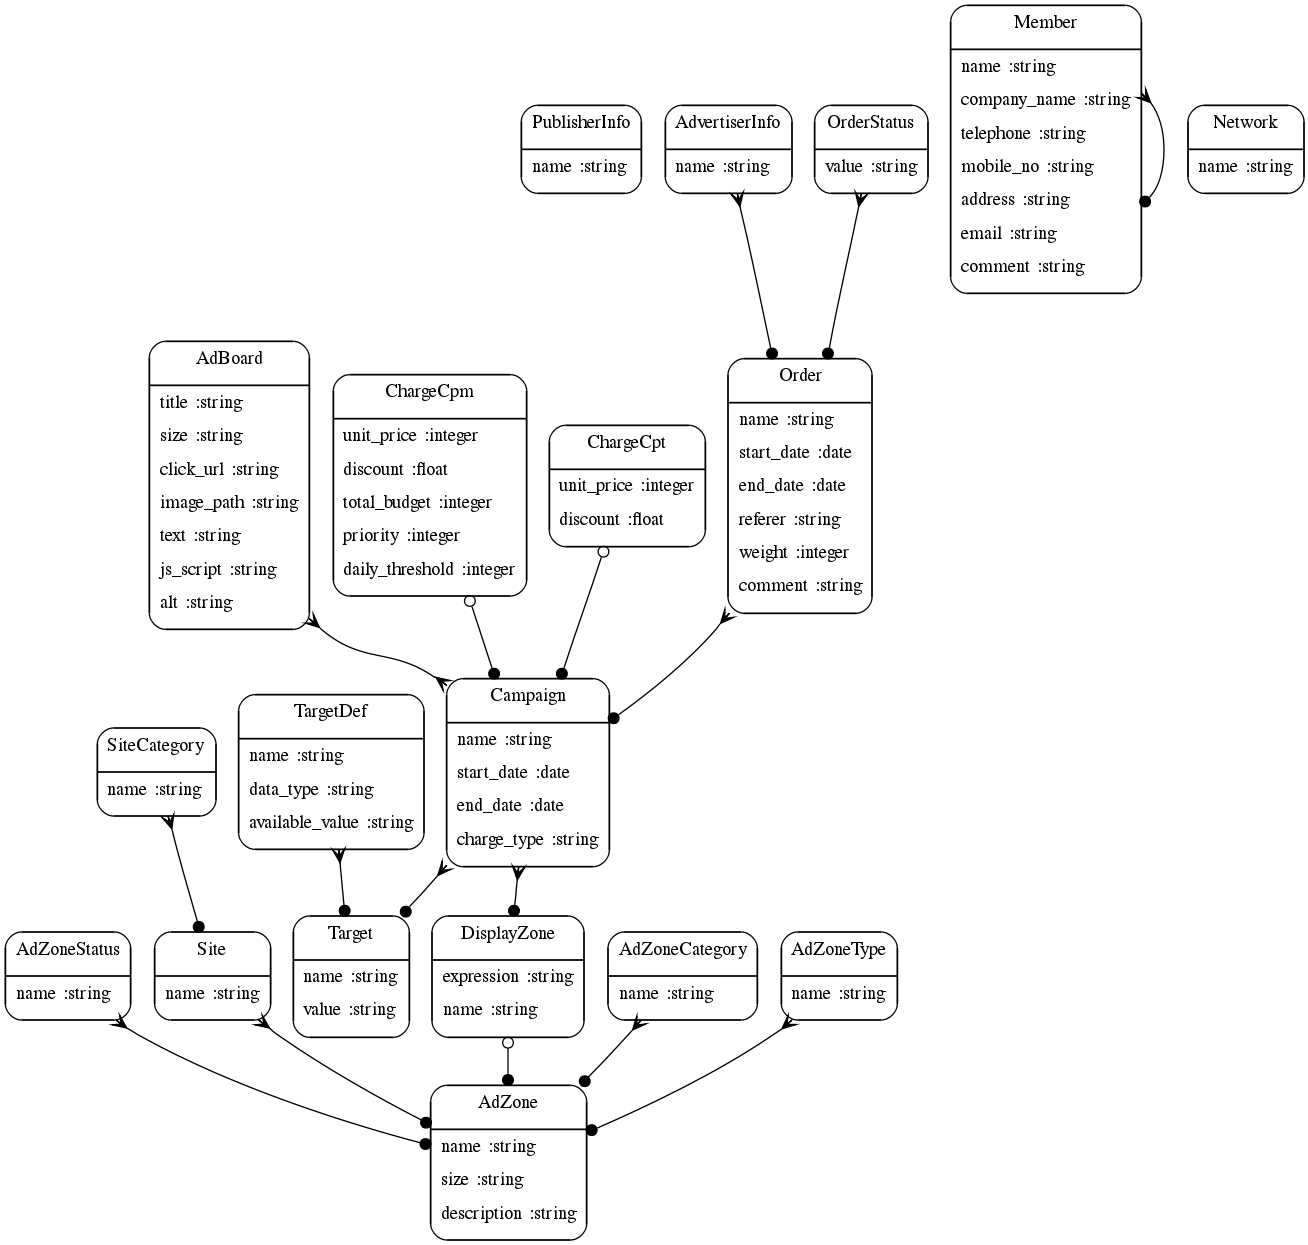 Member
name :string
company_name :string
telephone :string
mobile_no :string
address :string
email :string
comment :string
PublisherInfo
name :string
AdvertiserInfo
name :string
OrderStatus
value :string
Network
name :string
AdBoard
title :string
size :string
click_url :string
image_path :string
text :string
js_script :string
alt :string
ChargeCpm
unit_price :integer
discount :float
total_budget :integer
priority :integer
daily_threshold :integer
ChargeCpt
unit_price :integer
discount :float
Order
name :string
start_date :date
end_date :date
referer :string
weight :integer
comment :string
SiteCategory
name :string
TargetDef
name :string
data_type :string
available_value :string
Campaign
name :string
start_date :date
end_date :date
charge_type :string
AdZoneStatus
name :string
Site
name :string
Target
name :string
value :string
DisplayZone
expression :string
name :string
AdZoneCategory
name :string
AdZoneType
name :string
AdZone
name :string
size :string
description :string